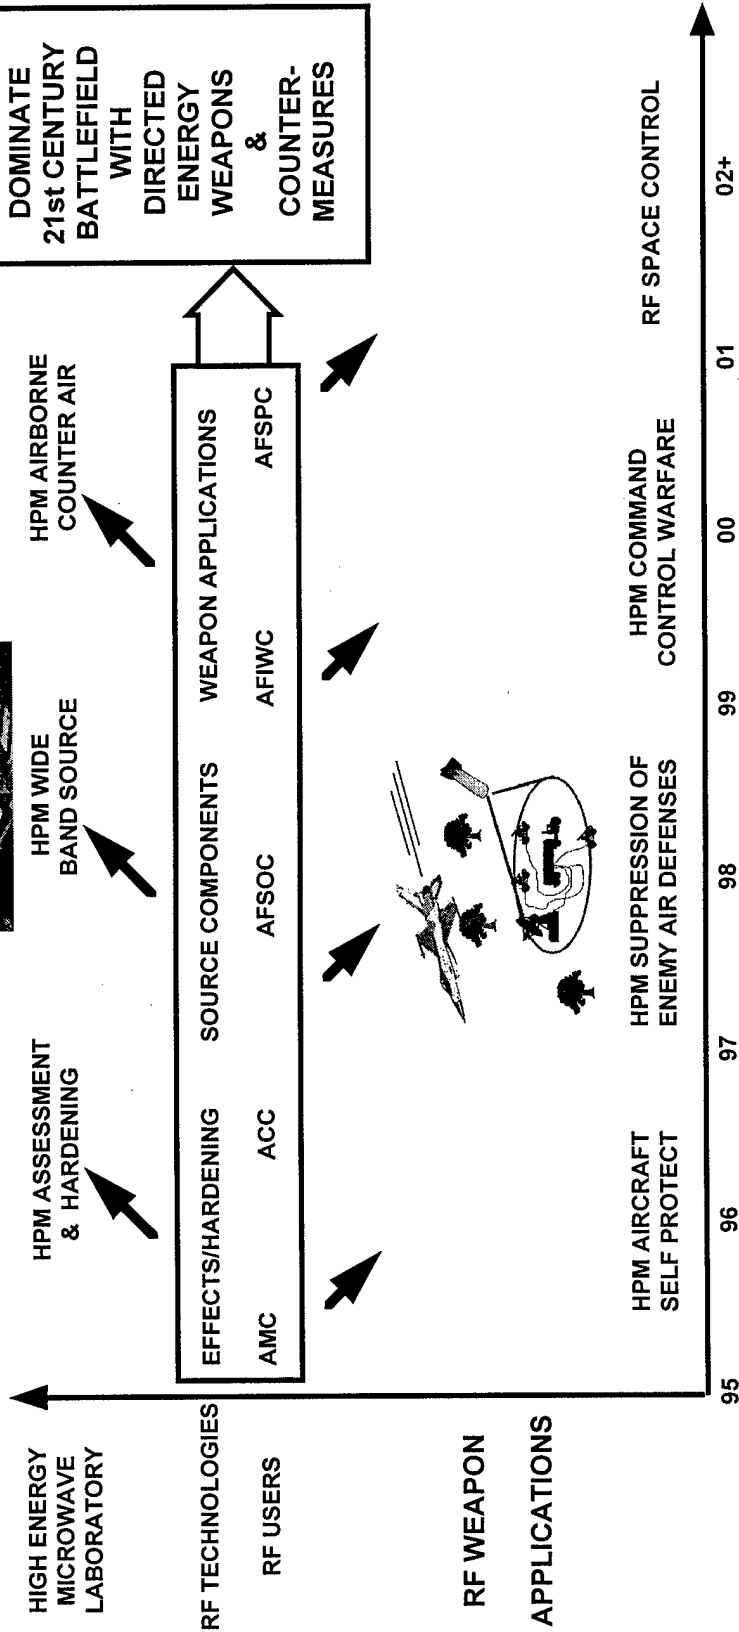 HIGH ENERGY
MICROWAVE
LABORATORY
HPM ASSESSMENT
& HARDENING
HPM WIDE
BAND SOURCE
HPM AIRBORNE
COUNTER AIR
DOMINATE
21st CENTURY
BATTLEFIELD
WITH
DIRECTED
ENERGY
WEAPONS
&
COUNTER-
MEASURES
RF TECHNOLOGIES
EFFECTS/HARDENING
SOURCE COMPONENTS
WEAPON APPLICATIONS
RF USERS
AMC
ACC
AFSOC
AFIWC
AFSPC
RF WEAPON
APPLICATIONS
HPM AIRCRAFT
SELF PROTECT
HPM SUPPRESSION OF
ENEMY AIR DEFENSES
HPM COMMAND
CONTROL WARFARE
RF SPACE CONTROL
95
96
97
98
99
00
01
02+